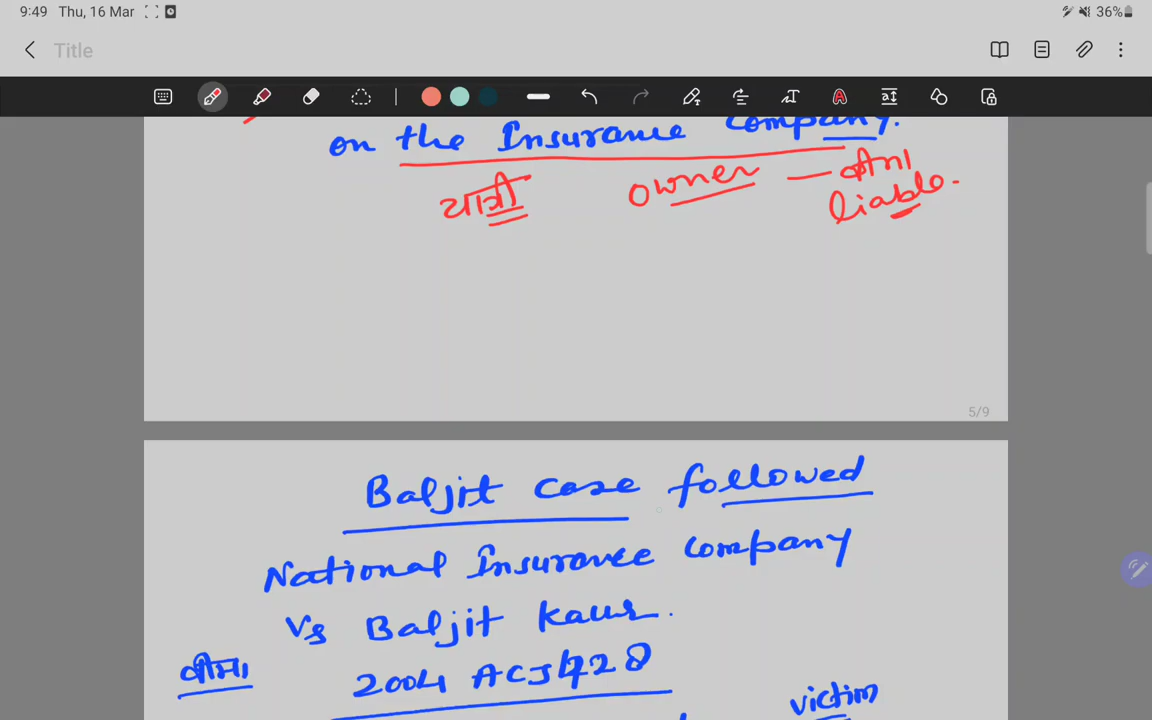 9:49 Thu, 16 Mar
36%
Title
on the Insurance company.
यात्री owner — बीमा
liable.
5/9
Baljit case followed
National Insurance company
Vs Baljit Kaur.
बीमा
2004 ACJ 428
victim